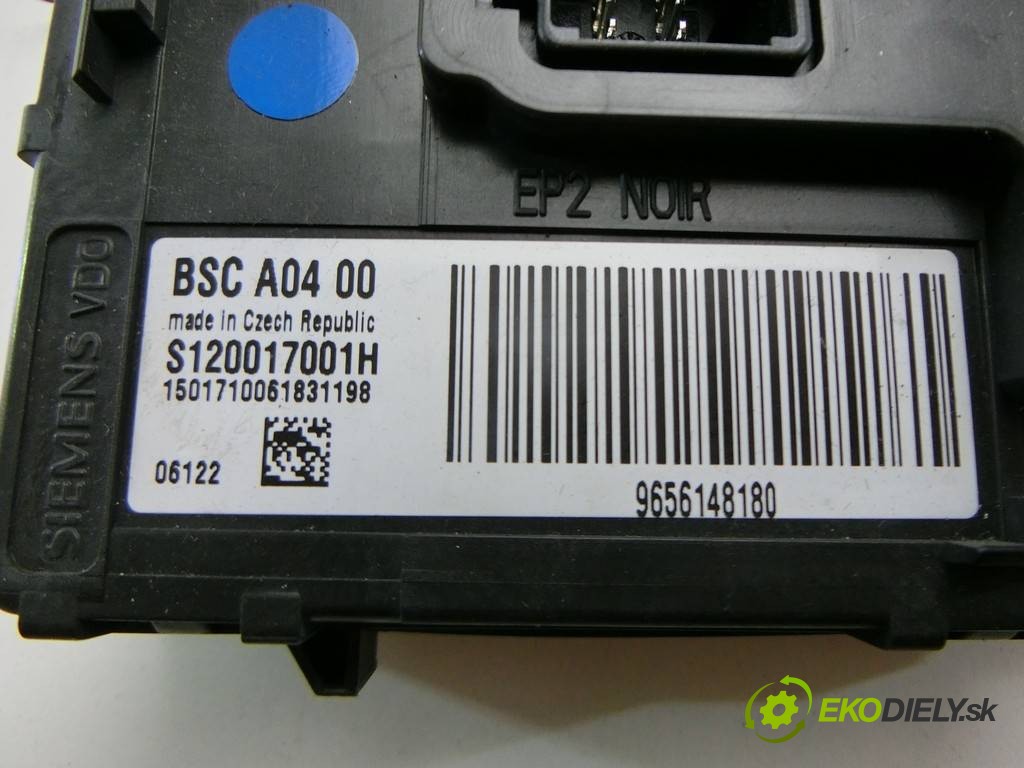 EP2 NOIR
SIEMENS VDO
BSC A04 00
made in Czech Republic
S120017001H
1501710061831198
06122
9656148180
EKODIELY.sk